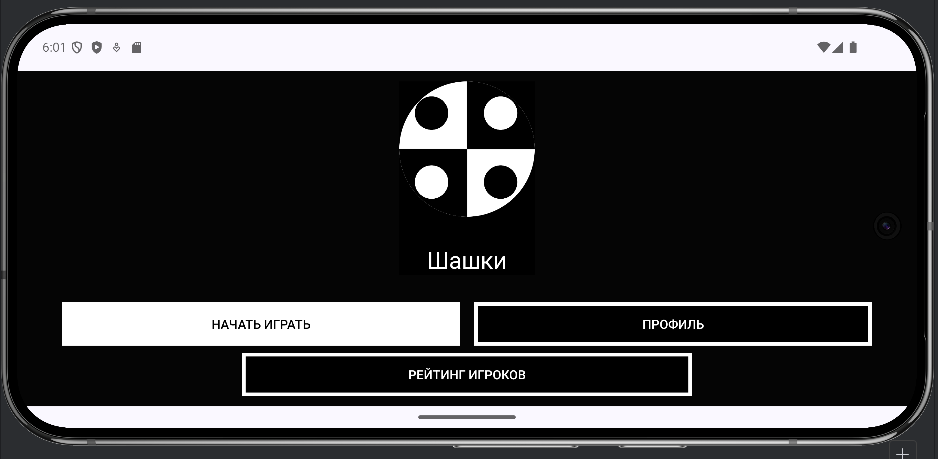 6:01
Шашки
НАЧАТЬ ИГРАТЬ
ПРОФИЛЬ
РЕЙТИНГ ИГРОКОВ